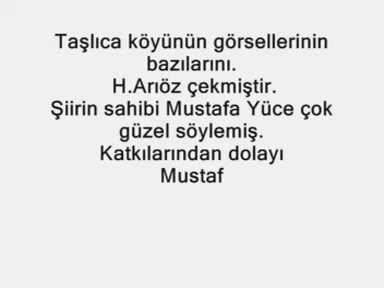 Taşlıca köyünün görsellerinin
bazılarını.
H.Arıöz çekmiştir.
Şiirin sahibi Mustafa Yüce çok
güzel söylemiş.
Katkılarından dolayı
Mustaf